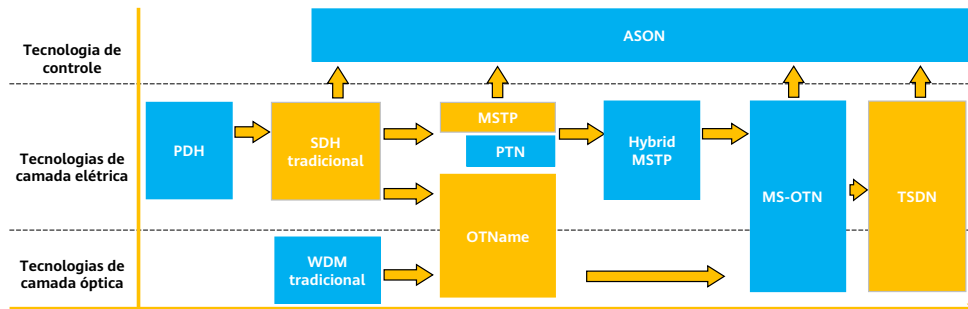 ASON
Tecnologia de
controle
PDH
SDH
tradicional
MSTP
PTN
Hybrid
MSTP
MS-OTN
TSDN
Tecnologias de
camada elétrica
OTName
WDM
tradicional
Tecnologias de
camada óptica